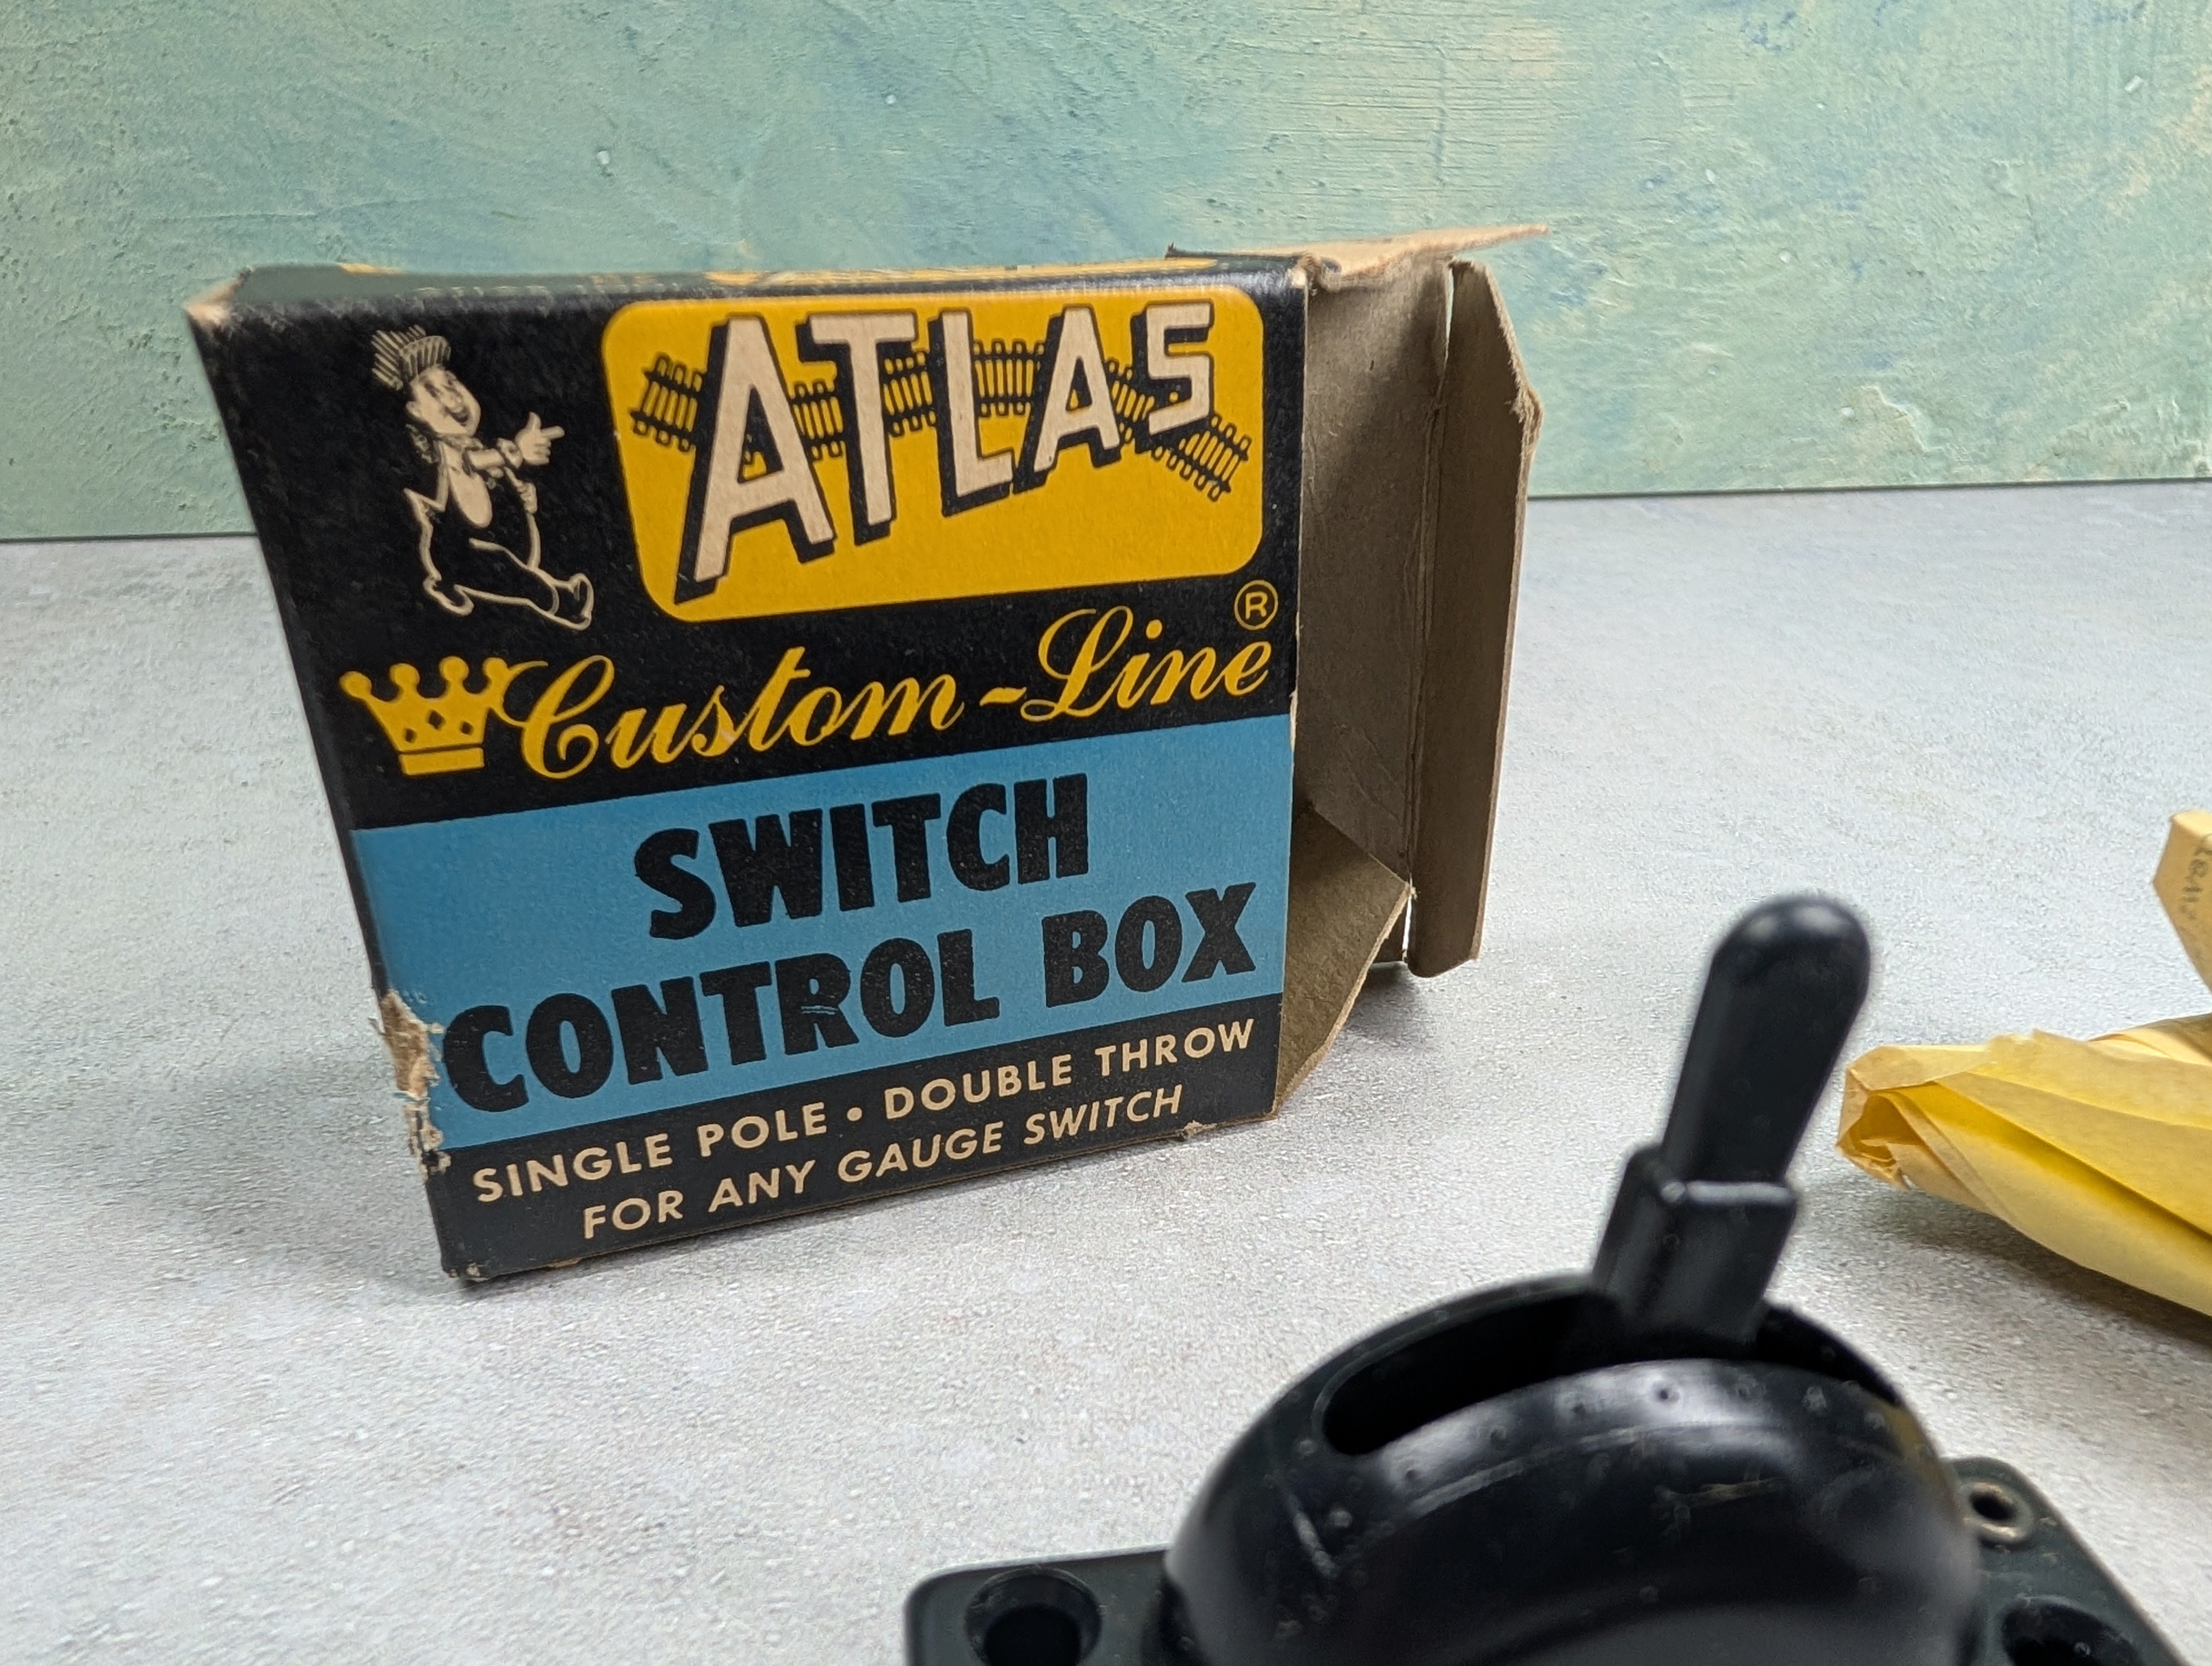 ATLAS
Custom-Line®
SWITCH
CONTROL BOX
SINGLE POLE • DOUBLE THROW
FOR ANY GAUGE SWITCH